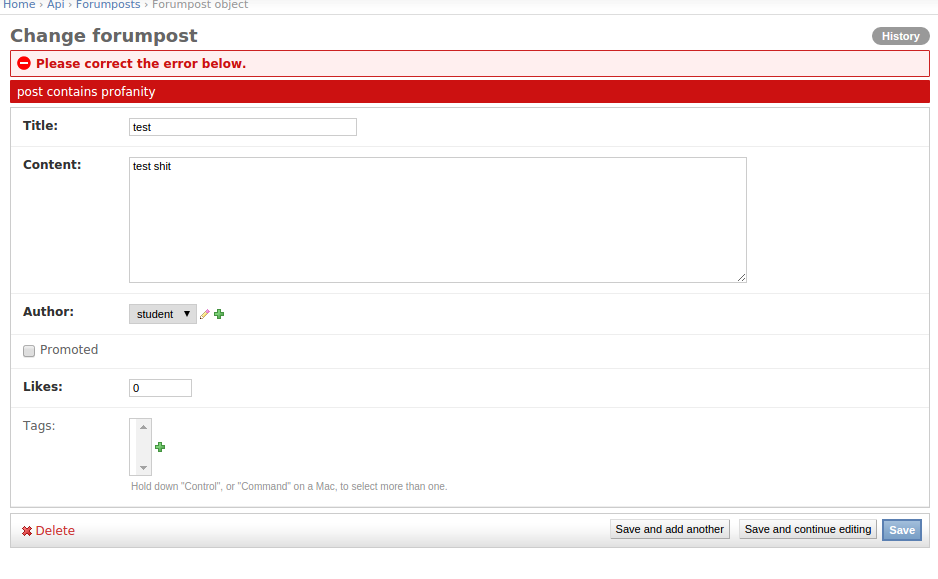 Home › Api › Forumposts › Forumpost object
Change forumpost
History
Please correct the error below.
post contains profanity
Title:
test
Content:
test shit
Author:
student
Promoted
Likes:
0
Tags:
Hold down "Control", or "Command" on a Mac, to select more than one.
Delete
Save and add another
Save and continue editing
Save